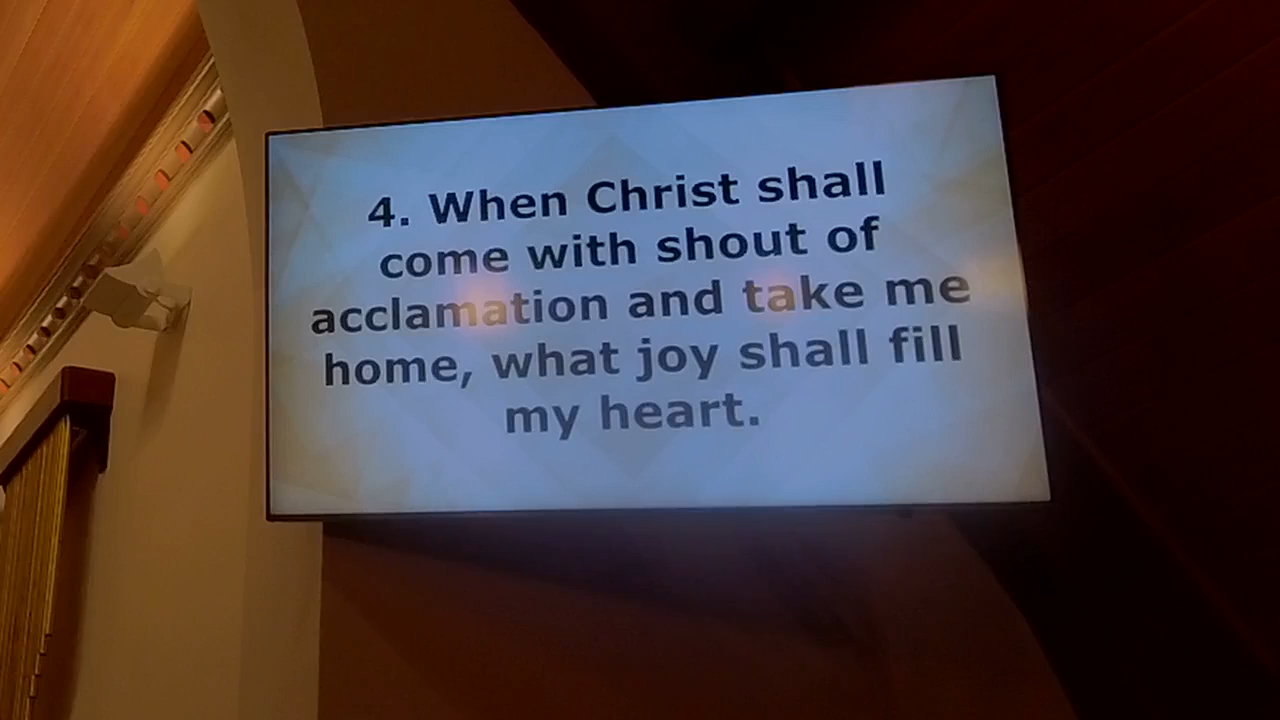 4. When Christ shall
come with shout of
acclamation and take me
home, what joy shall fill
my heart.